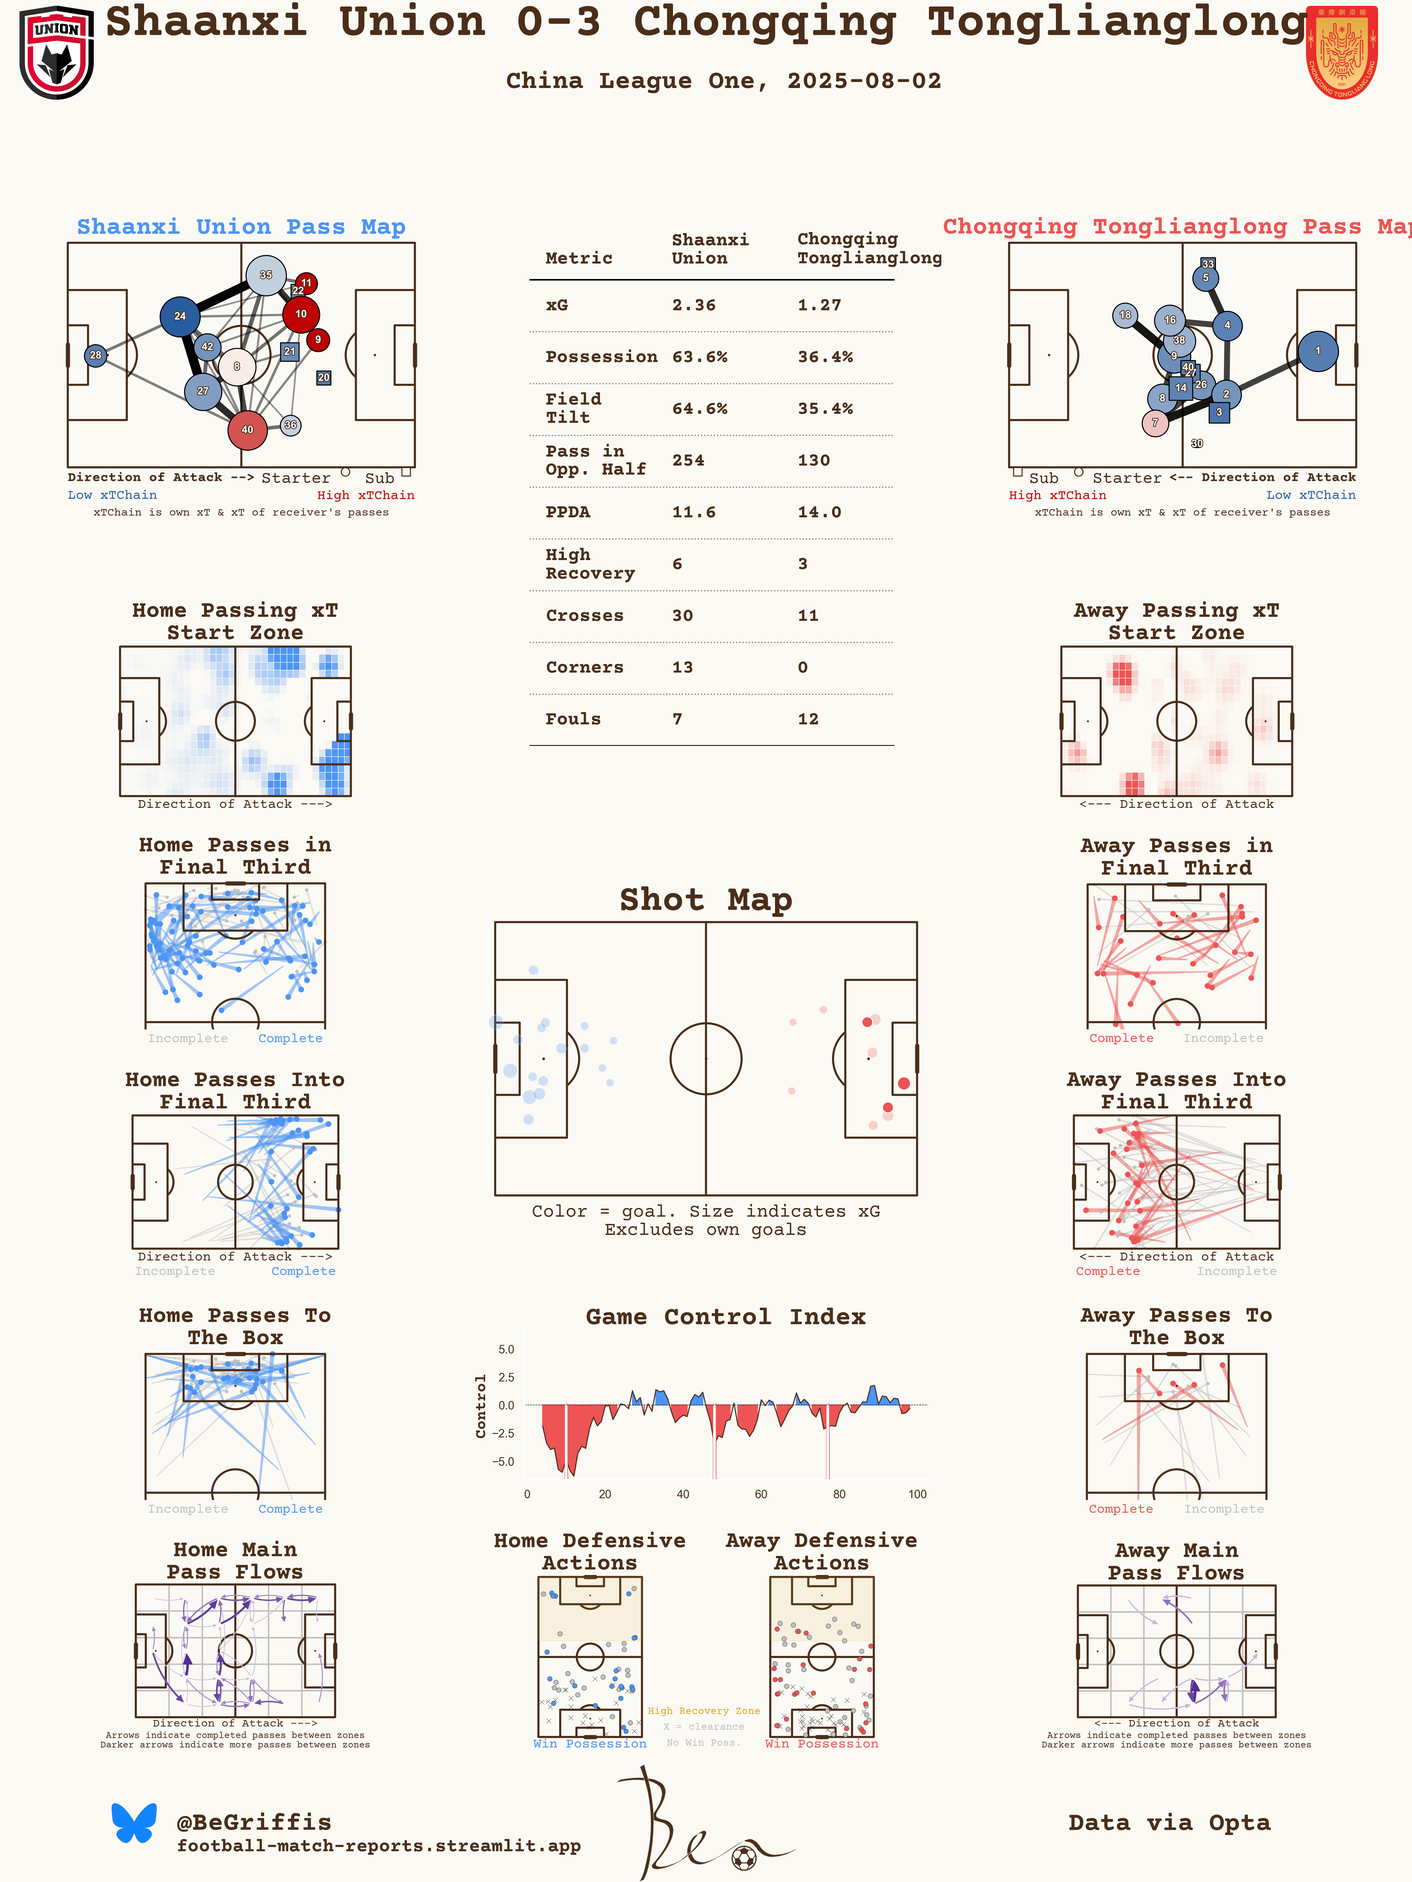 Shaanxi Union 0-3 Chongqing Tonglianglong
UNION
CHONGQING TONGLIANGLONG
China League One, 2025-08-02
Shaanxi Union Pass Map
35
11
22
10
24
9
42
21
28
8
20
27
36
40
Direction of Attack --> Starter Sub
Low xTChain High xTChain
xTChain is own xT & xT of receiver's passes
Metric Shaanxi Union Chongqing Tonglianglong
xG 2.36 1.27
Possession 63.6% 36.4%
Field Tilt 64.6% 35.4%
Pass in Opp. Half 254 130
PPDA 11.6 14.0
High Recovery 6 3
Crosses 30 11
Corners 13 0
Fouls 7 12
Chongqing Tonglianglong Pass Map
33
5
18
16
4
38
1
9
40
27
26
14
2
8
3
7
30
Sub Starter <-- Direction of Attack
High xTChain Low xTChain
xTChain is own xT & xT of receiver's passes
Home Passing xT
Start Zone
Direction of Attack --->
Away Passing xT
Start Zone
<--- Direction of Attack
Home Passes in
Final Third
Incomplete Complete
Away Passes in
Final Third
Complete Incomplete
Shot Map
Color = goal. Size indicates xG
Excludes own goals
Home Passes Into
Final Third
Direction of Attack --->
Incomplete Complete
Away Passes Into
Final Third
<--- Direction of Attack
Complete Incomplete
Home Passes To
The Box
Incomplete Complete
Game Control Index
Control
5.0
2.5
0.0
−2.5
−5.0
0 20 40 60 80 100
Away Passes To
The Box
Complete Incomplete
Home Main
Pass Flows
Direction of Attack --->
Arrows indicate completed passes between zones
Darker arrows indicate more passes between zones
Home Defensive
Actions
Win Possession
Away Defensive
Actions
Win Possession
High Recovery Zone
X = clearance
No Win Poss.
Away Main
Pass Flows
<--- Direction of Attack
Arrows indicate completed passes between zones
Darker arrows indicate more passes between zones
@BeGriffis
football-match-reports.streamlit.app
Ben
Data via Opta